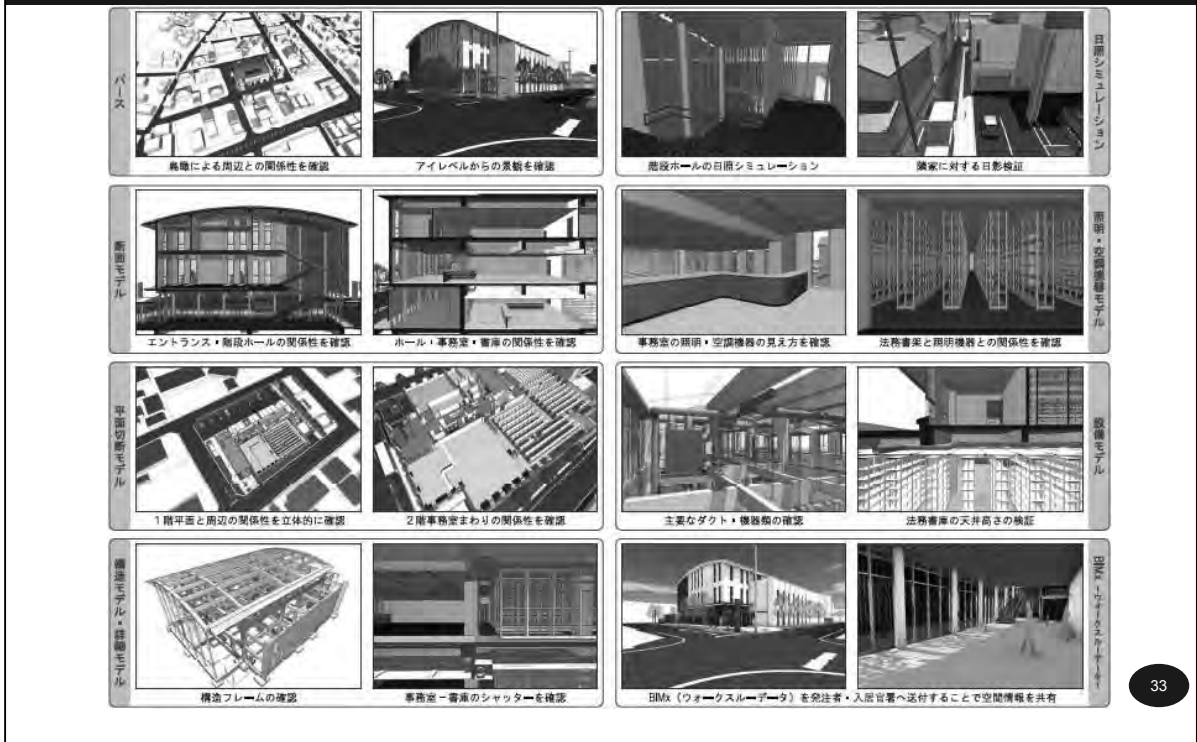 パース
鳥瞰による周辺との関係性を確認
アイレベルからの景観を確認
階段ホールの日照シミュレーション
隣家に対する日影検証
日照シミュレーション
断面モデル
エントランス・階段ホールの関係性を確認
ホール・事務室・書庫の関係性を確認
事務室の照明・空調機器の見え方を確認
法務書架と照明機器との関係性を確認
照明・空調機器モデル
平面切断モデル
1階平面と周辺の関係性を立体的に確認
2階事務室まわりの関係性を確認
主要なダクト・機器類の確認
法務書庫の天井高さの検証
設備モデル
構造モデル・詳細モデル
構造フレームの確認
事務室−書庫のシャッターを確認
BIMx（ウォークスルーデータ）を発注者・入居官署へ送付することで空間情報を共有
BIMx（ウォークスルーデータ）
33